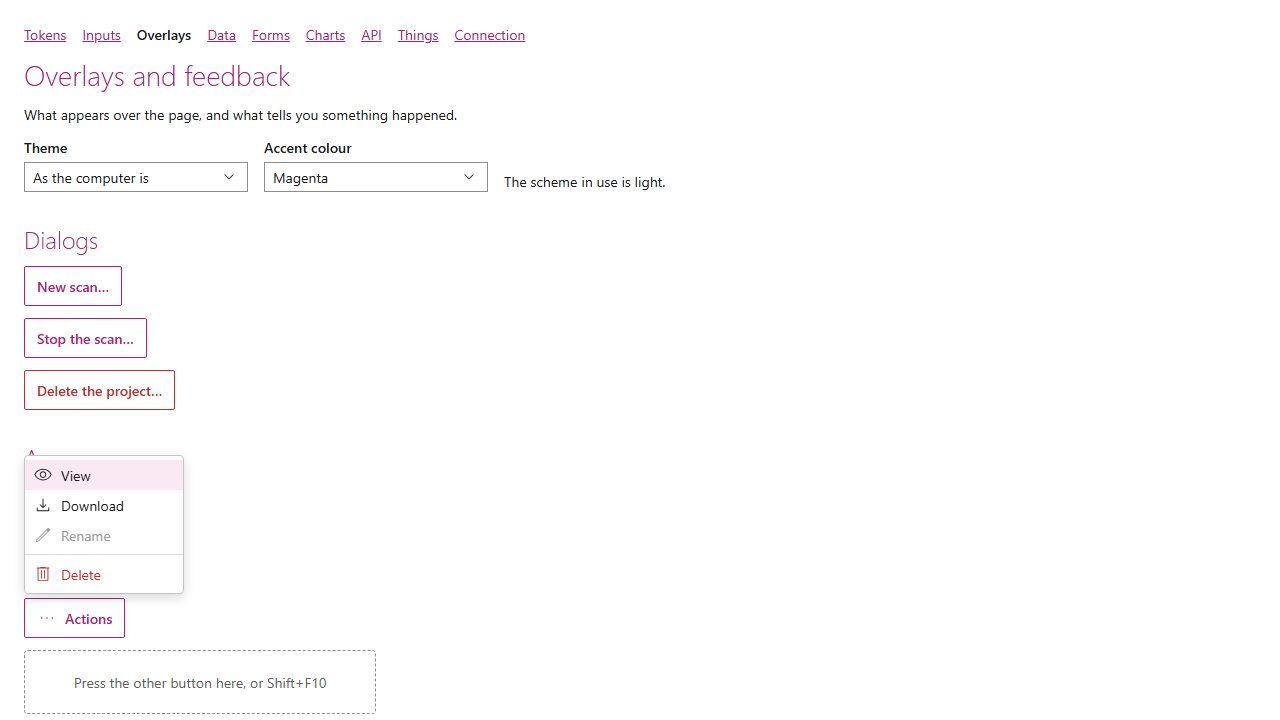 Tokens Inputs Overlays Data Forms Charts API Things Connection
Overlays and feedback
What appears over the page, and what tells you something happened.
Theme Accent colour
As the computer is Magenta The scheme in use is light.
Dialogs
New scan...
Stop the scan...
Delete the project...
View
Download
Rename
Delete
Actions
Press the other button here, or Shift+F10